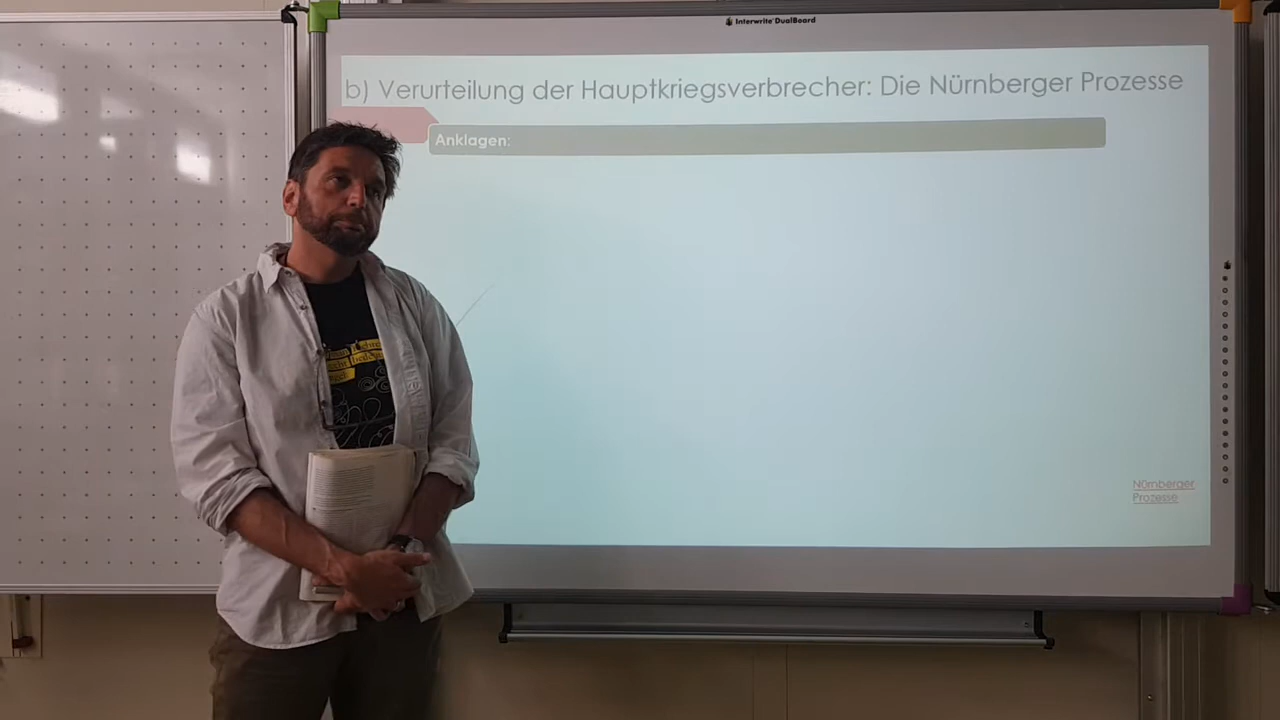 Interwrite DualBoard
b) Verurteilung der Hauptkriegsverbrecher: Die Nürnberger Prozesse
Anklagen:
Nürnberger
Prozesse